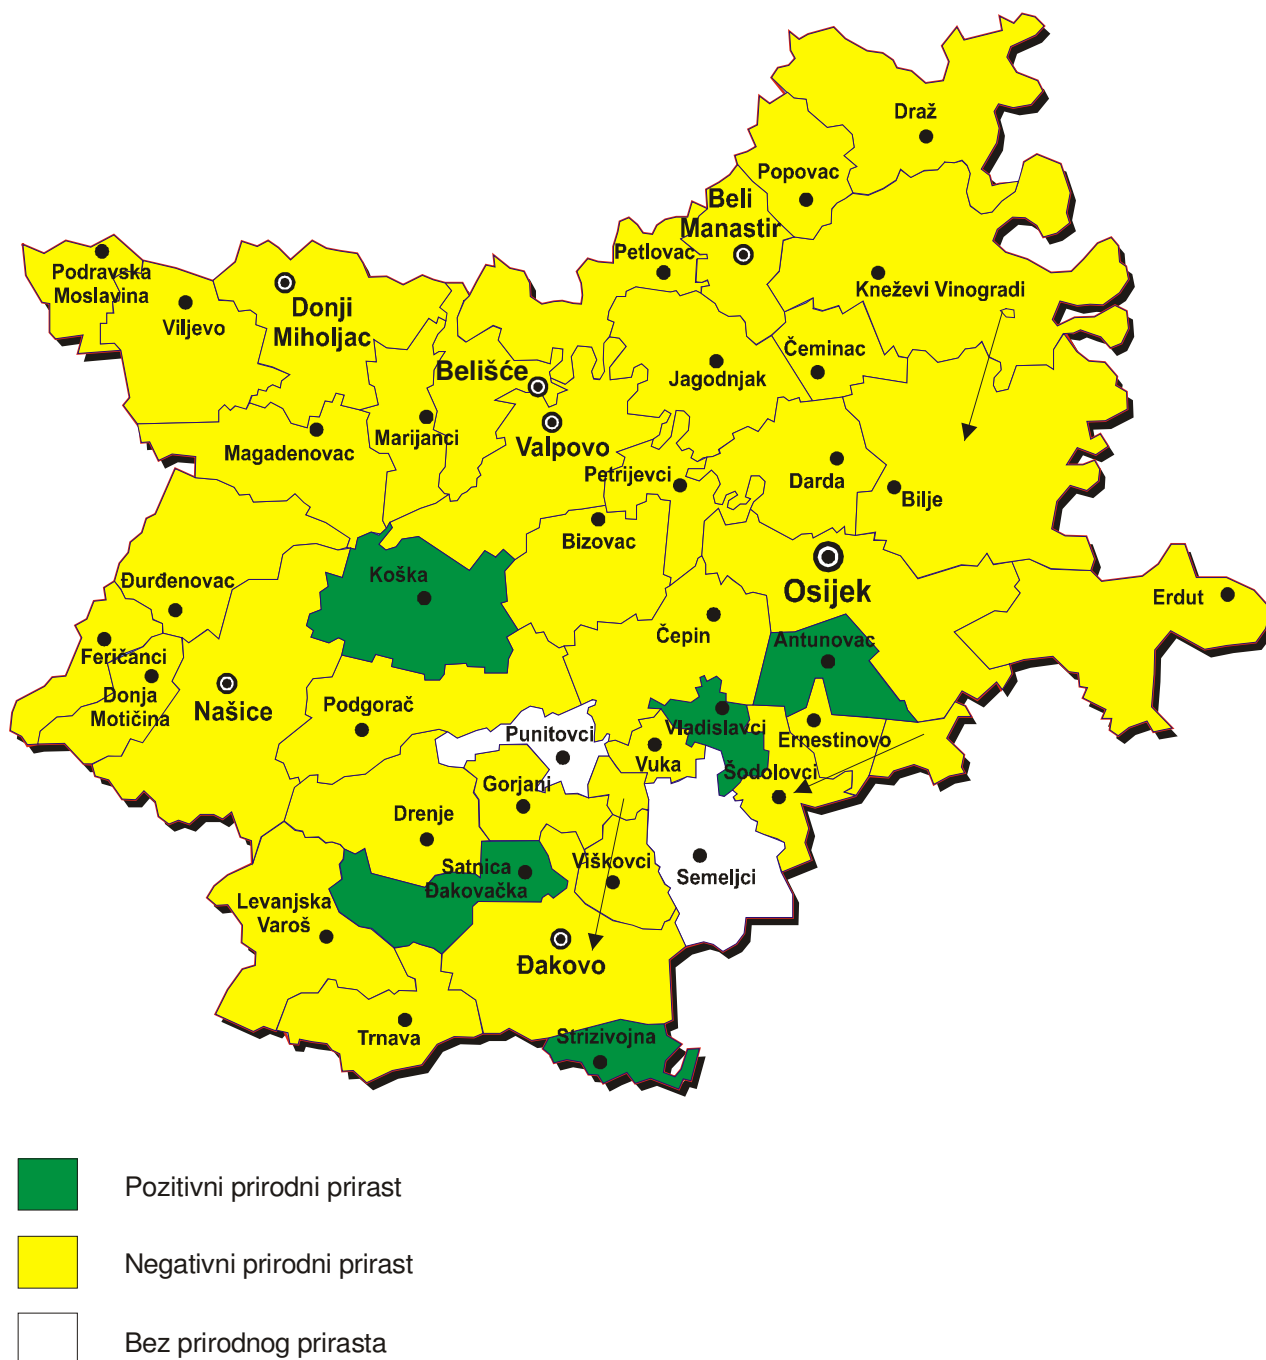 Draž
Popovac
Beli
Manastir
Petlovac
Podravska
Moslavina
Viljevo
Donji
Miholjac
Kneževi Vinogradi
Čeminac
Belišće
Jagodnjak
Marijanci
Valpovo
Magadenovac
Petrijevci
Darda
Bilje
Bizovac
Koška
Đurđenovac
Osijek
Erdut
Čepin
Antunovac
Feričanci
Donja
Motičina
Našice
Podgorač
Punitovci
Vladislavci
Ernestinovo
Vuka
Šodolovci
Gorjani
Drenje
Satnica
Đakovačka
Viškovci
Semeljci
Levanjska
Varoš
Đakovo
Trnava
Strizivojna
Pozitivni prirodni prirast
Negativni prirodni prirast
Bez prirodnog prirasta